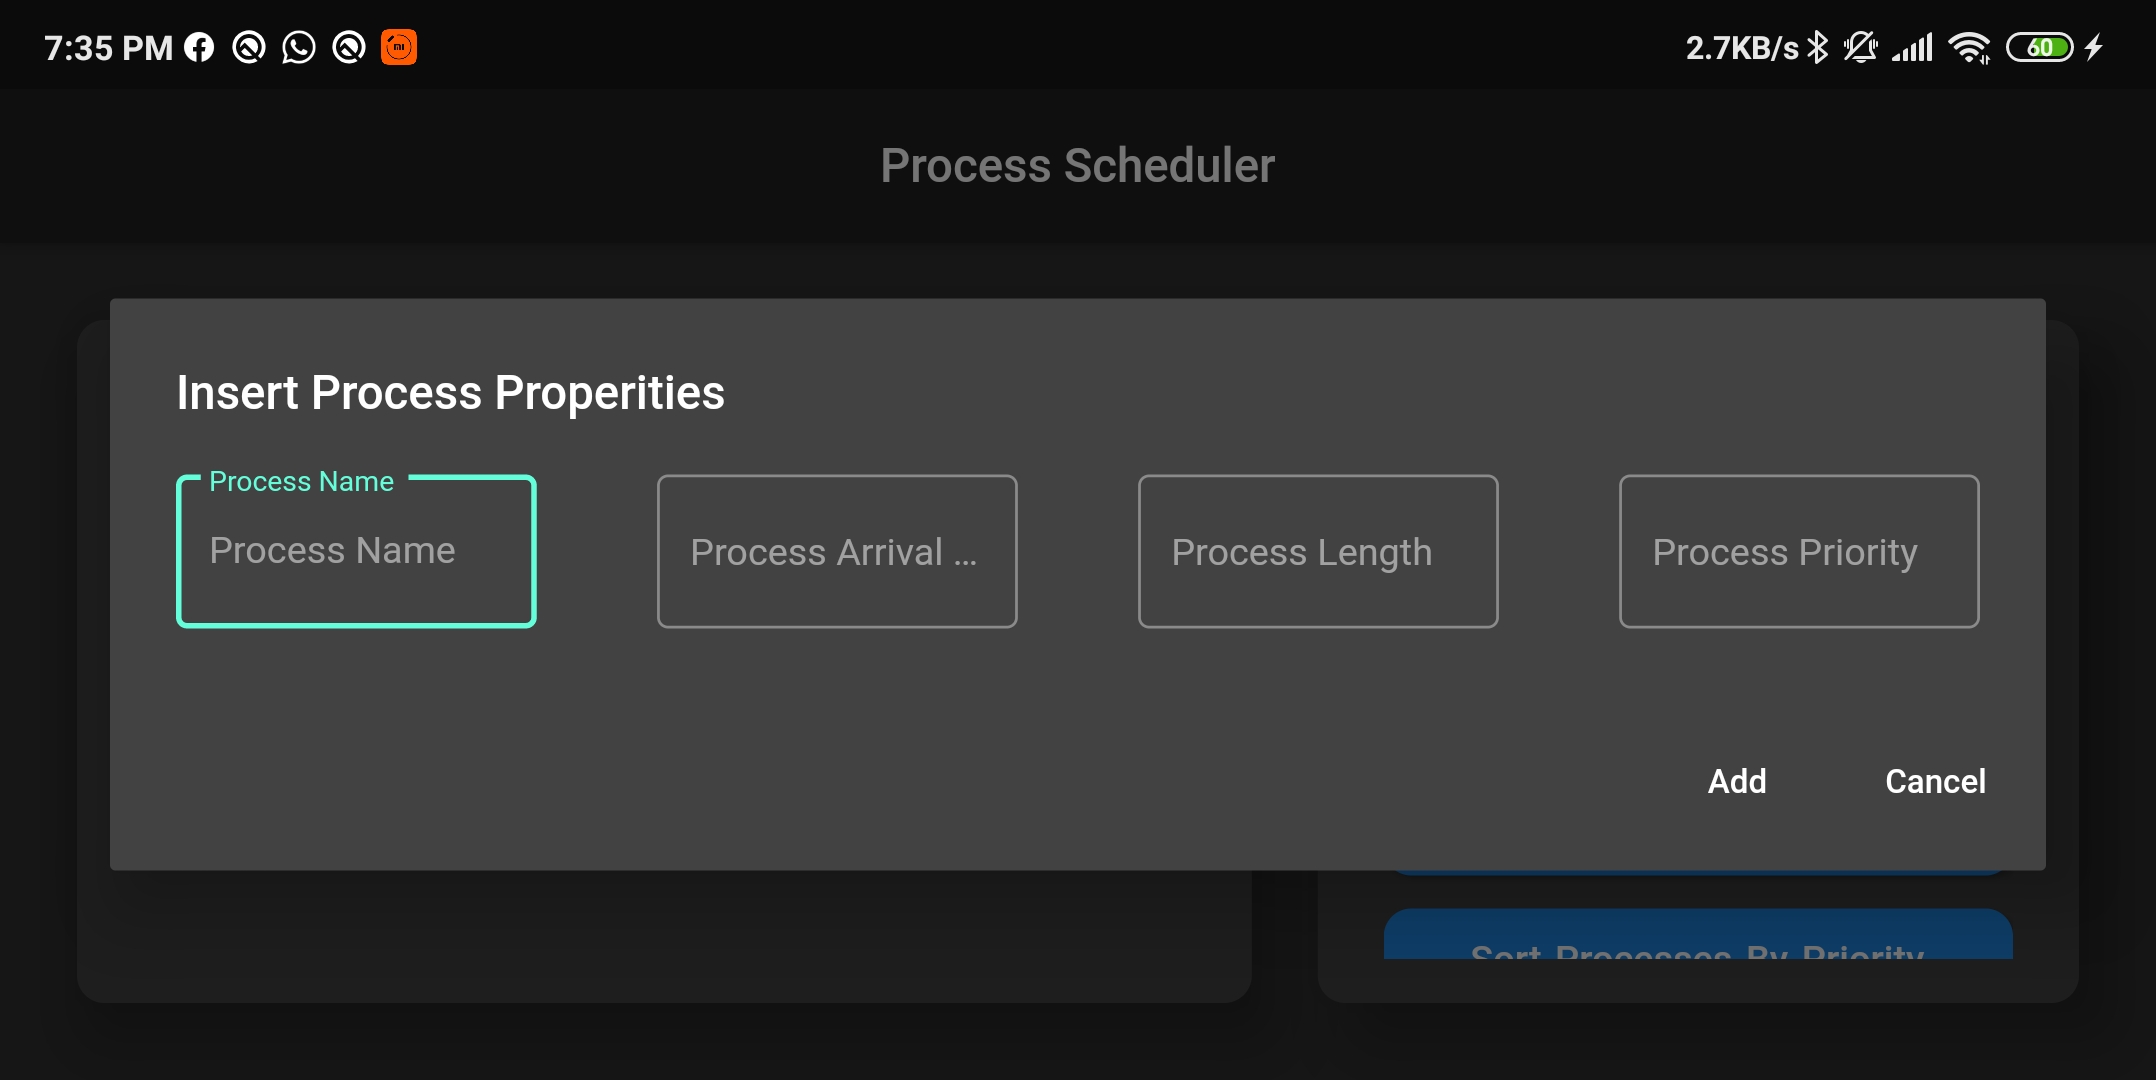 7:35 PM 2.7KB/s 60
Process Scheduler
Insert Process Properities
Process Name
Process Name Process Arrival ... Process Length Process Priority
Add Cancel
Sort Processes By Priority